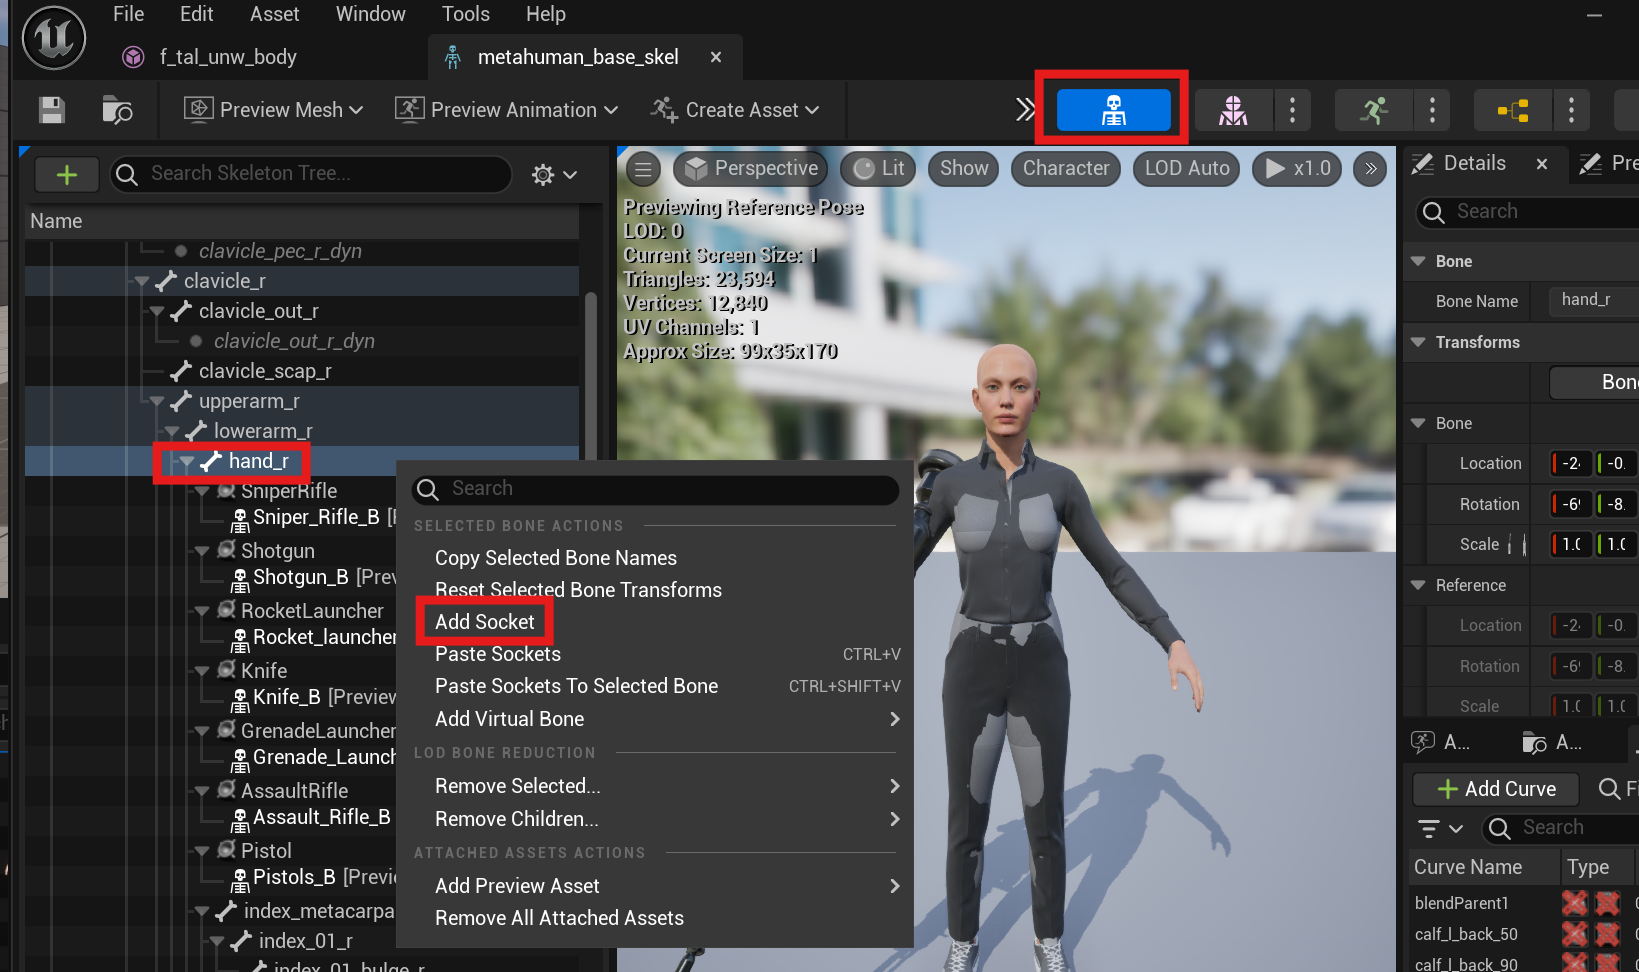 File Edit Asset Window Tools Help
f_tal_unw_body
metahuman_base_skel
Preview Mesh
Preview Animation
Create Asset
Search Skeleton Tree...
Name
clavicle_pec_r_dyn
clavicle_r
clavicle_out_r
clavicle_out_r_dyn
clavicle_scap_r
upperarm_r
lowerarm_r
hand_r
SniperRifle
Sniper_Rifle_B
Shotgun
Shotgun_B [Prev
RocketLauncher
Rocket_launcher
Knife
Knife_B [Preview
GrenadeLauncher
Grenade_Launch
AssaultRifle
Assault_Rifle_B
Pistol
Pistols_B [Previ
index_metacarpa
index_01_r
index_01_bulge_r
Search
SELECTED BONE ACTIONS
Copy Selected Bone Names
Reset Selected Bone Transforms
Add Socket
Paste Sockets CTRL+V
Paste Sockets To Selected Bone CTRL+SHIFT+V
Add Virtual Bone
LOD BONE REDUCTION
Remove Selected...
Remove Children...
ATTACHED ASSETS ACTIONS
Add Preview Asset
Remove All Attached Assets
Perspective Lit Show Character LOD Auto x1.0
Previewing Reference Pose
LOD: 0
Current Screen Size: 1
Triangles: 23,594
Vertices: 12,840
UV Channels: 1
Approx Size: 99x35x170
Details
Pre
Search
Bone
Bone Name hand_r
Transforms
Bone
Bone
Location -2 -0.
Rotation -6 -8.
Scale 1.0 1.0
Reference
Location -2 -0.
Rotation -6 -8.
Scale 1.0 1.0
A... A...
Add Curve
Search
Curve Name Type
blendParent1
calf_l_back_50
calf_l_back_90